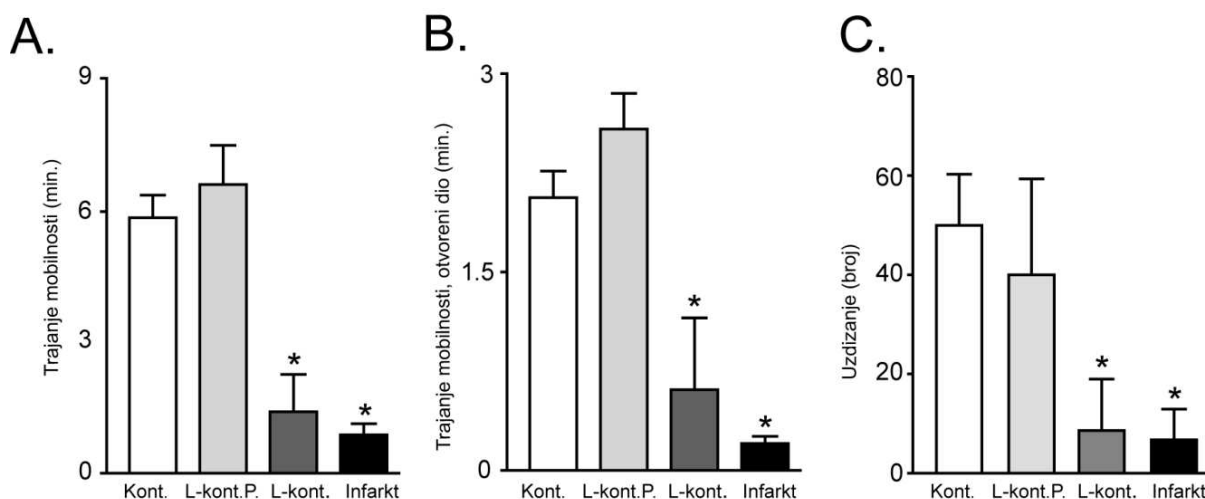 A.
Trajanje mobilnosti (min.)
9
6
3
0
Kont. L-kont.P. L-kont. Infarkt
*
*
B.
Trajanje mobilnosti, otvoreni dio (min.)
3
1.5
0
Kont. L-kont.P. L-kont. Infarkt
*
*
C.
Uzdizanje (broj)
80
60
40
20
0
Kont. L-kont.P. L-kont. Infarkt
*
*